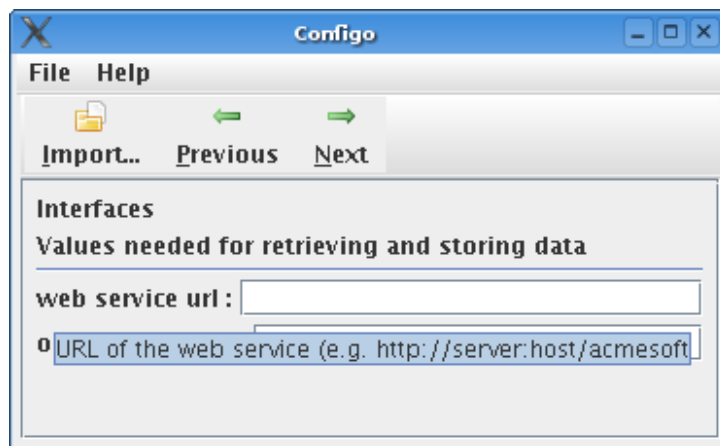 Configo
File Help
Import... Previous Next
Interfaces
Values needed for retrieving and storing data
web service url :
o
URL of the web service (e.g. http://server:host/acmesoft